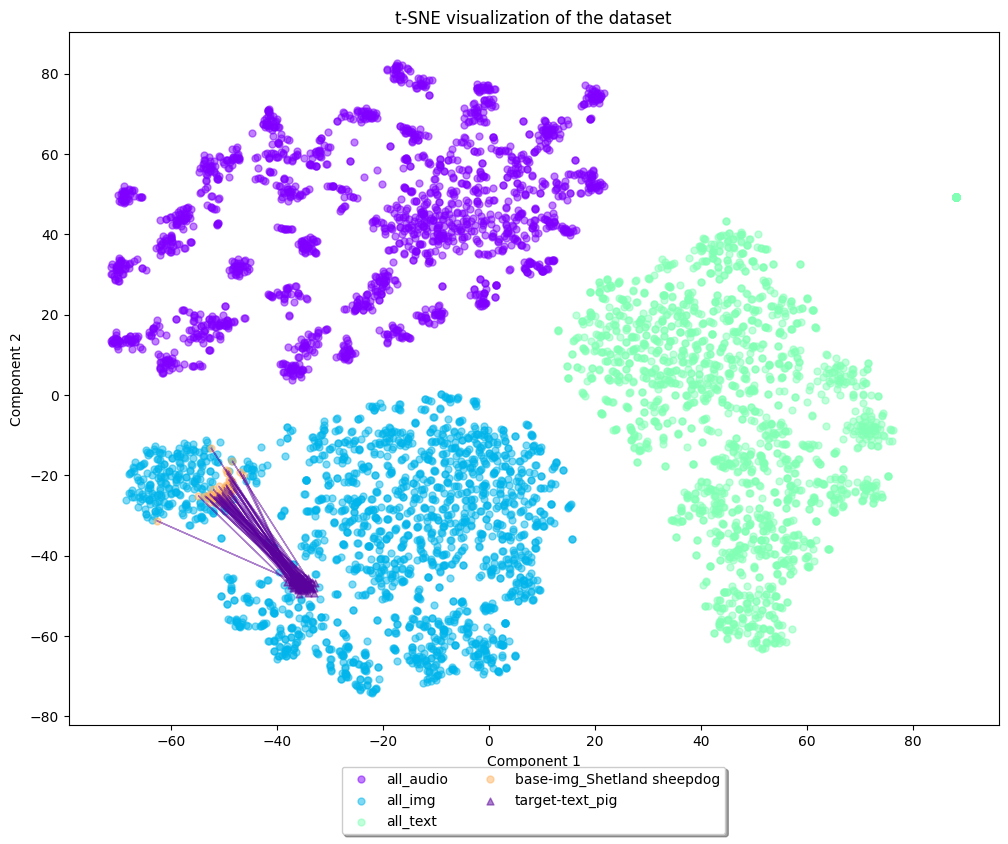 t-SNE visualization of the dataset
Component 2
80
60
40
20
0
−20
−40
−60
−80
−60
−40
−20
0
20
40
60
80
Component 1
all_audio
all_img
all_text
base-img_Shetland sheepdog
target-text_pig